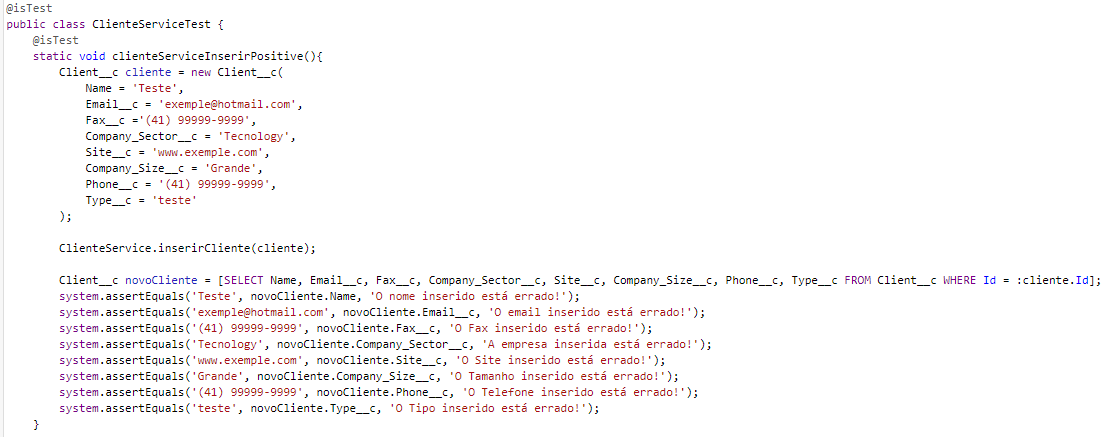 @isTest
public class ClienteServiceTest {
    @isTest
    static void clienteServiceInserirPositive(){
        Client__c cliente = new Client__c(
            Name = 'Teste',
            Email__c = 'exemple@hotmail.com',
            Fax__c ='(41) 99999-9999',
            Company_Sector__c = 'Tecnology',
            Site__c = 'www.exemple.com',
            Company_Size__c = 'Grande',
            Phone__c = '(41) 99999-9999',
            Type__c = 'teste'
        );
        ClienteService.inserirCliente(cliente);
        Client__c novoCliente = [SELECT Name, Email__c, Fax__c, Company_Sector__c, Site__c, Company_Size__c, Phone__c, Type__c FROM Client__c WHERE Id = :cliente.Id];
        system.assertEquals('Teste', novoCliente.Name, 'O nome inserido está errado!');
        system.assertEquals('exemple@hotmail.com', novoCliente.Email__c, 'O email inserido está errado!');
        system.assertEquals('(41) 99999-9999', novoCliente.Fax__c, 'O Fax inserido está errado!');
        system.assertEquals('Tecnology', novoCliente.Company_Sector__c, 'A empresa inserida está errado!');
        system.assertEquals('www.exemple.com', novoCliente.Site__c, 'O Site inserido está errado!');
        system.assertEquals('Grande', novoCliente.Company_Size__c, 'O Tamanho inserido está errado!');
        system.assertEquals('(41) 99999-9999', novoCliente.Phone__c, 'O Telefone inserido está errado!');
        system.assertEquals('teste', novoCliente.Type__c, 'O Tipo inserido está errado!');
    }